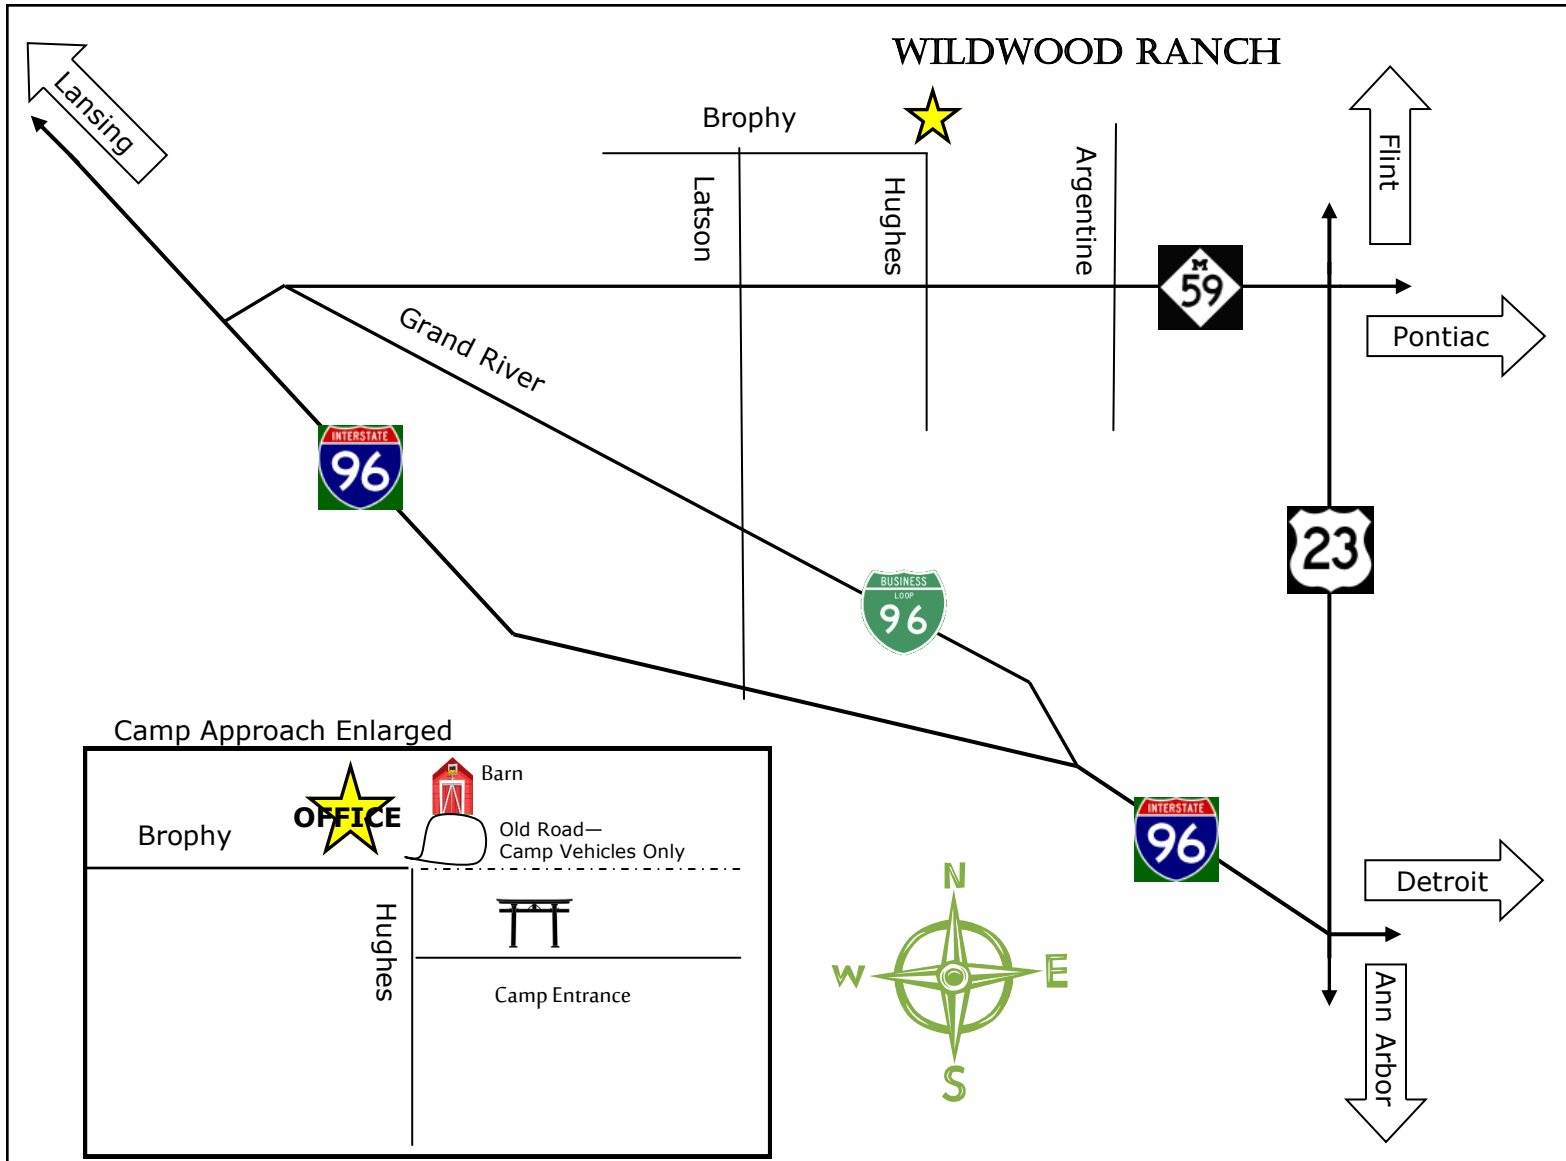 WILDWOOD RANCH
Lansing
Brophy
Latson
Hughes
Argentine
Flint
M
59
Pontiac
Grand River
INTERSTATE
96
23
BUSINESS
LOOP
96
INTERSTATE
96
Detroit
Ann Arbor
Camp Approach Enlarged
Barn
OFFICE
Brophy
Old Road—
Camp Vehicles Only
Hughes
Camp Entrance
N
W
E
S